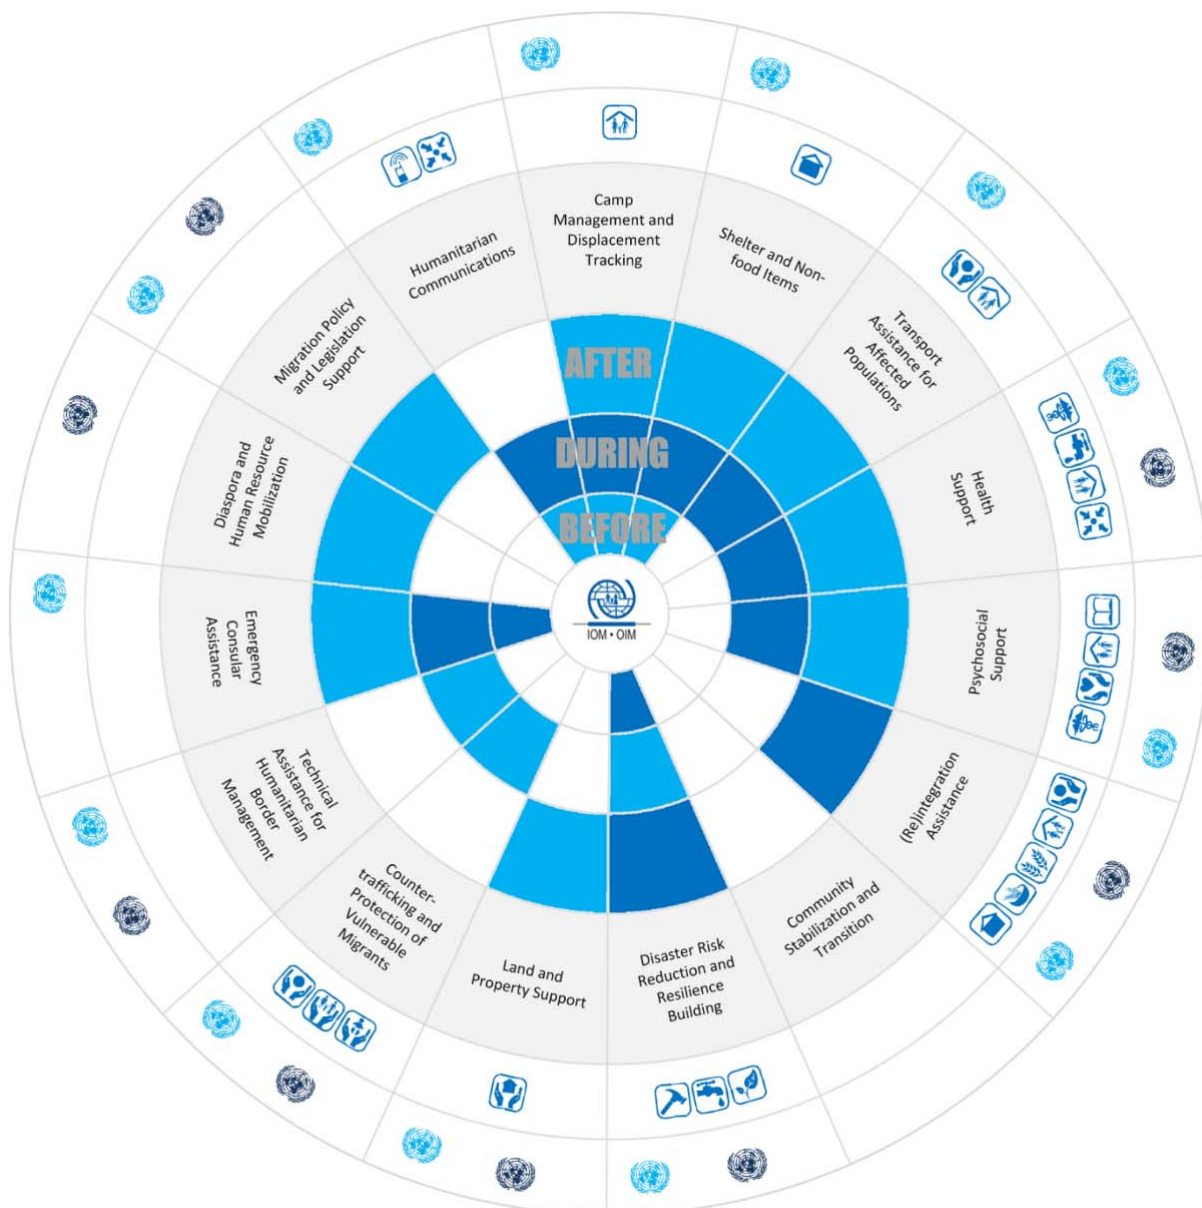 Camp
Management and
Displacement
Tracking
Shelter and Non-
food Items
Transport
Assistance for
Affected
Populations
Health
Support
Psychosocial
Support
(Re)integration
Assistance
Community
Stabilization and
Transition
Disaster Risk
Reduction and
Resilience
Building
Land and
Property Support
Counter-
trafficking and
Protection of
Vulnerable
Migrants
Technical
Assistance for
Humanitarian
Border
Management
Emergency
Consular
Assistance
Diaspora and
Human Resource
Mobilization
Migration Policy
and Legislation
Support
Humanitarian
Communications
AFTER
DURING
BEFORE
IOM • OIM